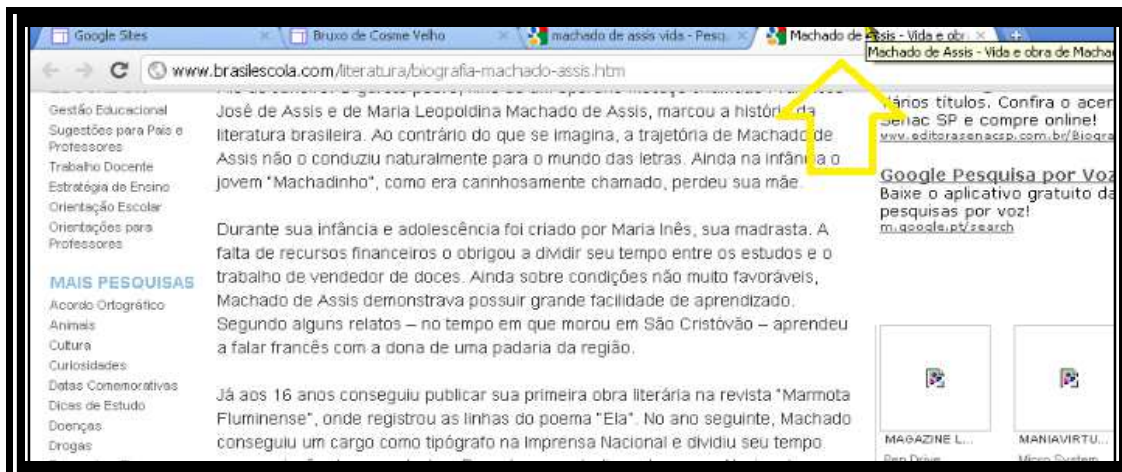 Google Sites
Bruxo de Cosme Velho
machado de assis vida - Pesq
Machado de Assis - Vida e obr
Machado de Assis - Vida e obra de Macha
www.brasilescola.com/literatura/biografia-machado-assis.htm
Gestão Educacional
Sugestões para Pais e
Professores
Trabalho Docente
Estratégia de Ensino
Orientação Escolar
Orientações para
Professores
MAIS PESQUISAS
Acordo Ortográfico
Animais
Cultura
Curiosidades
Datas Comemorativas
Dicas de Estudo
Doenças
Drogas
José de Assis e de Maria Leopoldina Machado de Assis, marcou a história da
literatura brasileira. Ao contrário do que se imagina, a trajetória de Machado de
Assis não o conduziu naturalmente para o mundo das letras. Ainda na infância o
jovem "Machadinho", como era carinhosamente chamado, perdeu sua mãe.
Durante sua infância e adolescência foi criado por Maria Inês, sua madrasta. A
falta de recursos financeiros o obrigou a dividir seu tempo entre os estudos e o
trabalho de vendedor de doces. Ainda sobre condições não muito favoráveis,
Machado de Assis demonstrava possuir grande facilidade de aprendizado.
Segundo alguns relatos – no tempo em que morou em São Cristóvão – aprendeu
a falar francês com a dona de uma padaria da região.
Já aos 16 anos conseguiu publicar sua primeira obra literária na revista "Marmota
Fluminense", onde registrou as linhas do poema "Ela". No ano seguinte, Machado
conseguiu um cargo como tipógrafo na Imprensa Nacional e dividiu seu tempo
vários títulos. Confira o acer
Senac SP e compre online!
www.editorasenacsp.com.br/Biogra
Google Pesquisa por Voz
Baixe o aplicativo gratuito da
pesquisas por voz!
m.google.pt/search
MAGAZINE L...
MANIAVIRTU...
Pen Drive
Micro System